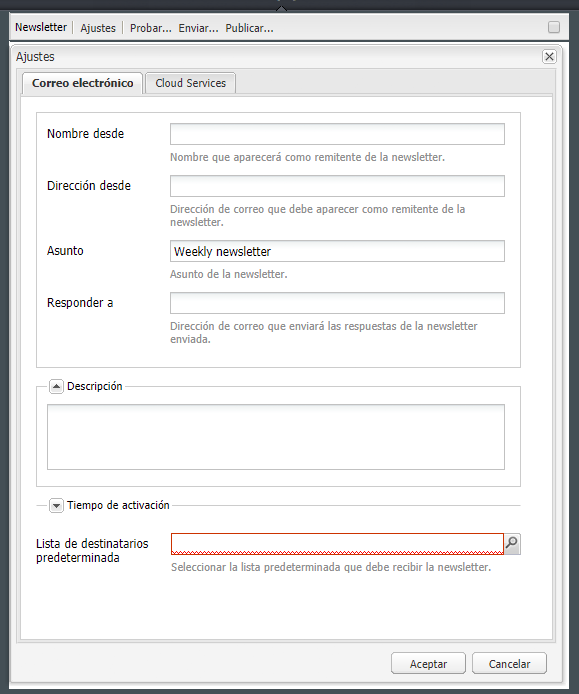 Newsletter Ajustes Probar... Enviar... Publicar...
Ajustes
Correo electrónico Cloud Services
Nombre desde
Nombre que aparecerá como remitente de la newsletter.
Dirección desde
Dirección de correo que debe aparecer como remitente de la
newsletter.
Asunto Weekly newsletter
Asunto de la newsletter.
Responder a
Dirección de correo que enviará las respuestas de la newsletter
enviada.
Descripción
Tiempo de activación
Lista de destinatarios
predeterminada
Seleccionar la lista predeterminada que debe recibir la newsletter.
Aceptar Cancelar